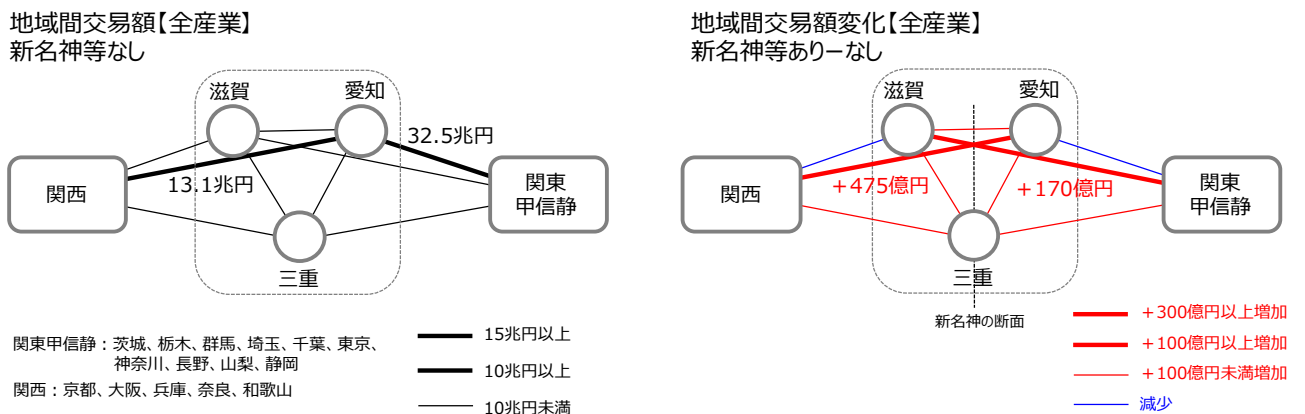 地域間交易額【全産業】
新名神等なし
滋賀
愛知
32.5兆円
関西
13.1兆円
関東
甲信静
三重
関東甲信静：茨城、栃木、群馬、埼玉、千葉、東京、
神奈川、長野、山梨、静岡
関西：京都、大阪、兵庫、奈良、和歌山
15兆円以上
10兆円以上
10兆円未満
地域間交易額変化【全産業】
新名神等ありーなし
滋賀
愛知
関西
＋475億円
＋170億円
関東
甲信静
三重
新名神の断面
＋300億円以上増加
＋100億円以上増加
＋100億円未満増加
減少